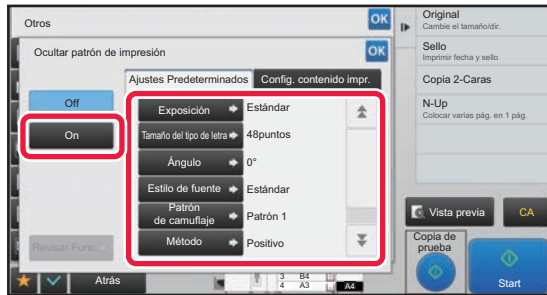 Otros
OK
Ocultar patrón de impresión
OK
Ajustes Predeterminados
Config. contenido impr.
Off
On
Exposición
Estándar
Tamaño del tipo de letra
48puntos
Ángulo
0°
Estilo de fuente
Estándar
Patrón
de camuflaje
Patrón 1
Método
Positivo
Revisar Func.
Atrás
3 B4
4 A3
A4
Original
Cambie el tamaño/dir.
Sello
Imprimir fecha y sello
Copia 2-Caras
N-Up
Colocar varias pág. en 1 pág.
Vista previa
CA
Copia de
prueba
Start